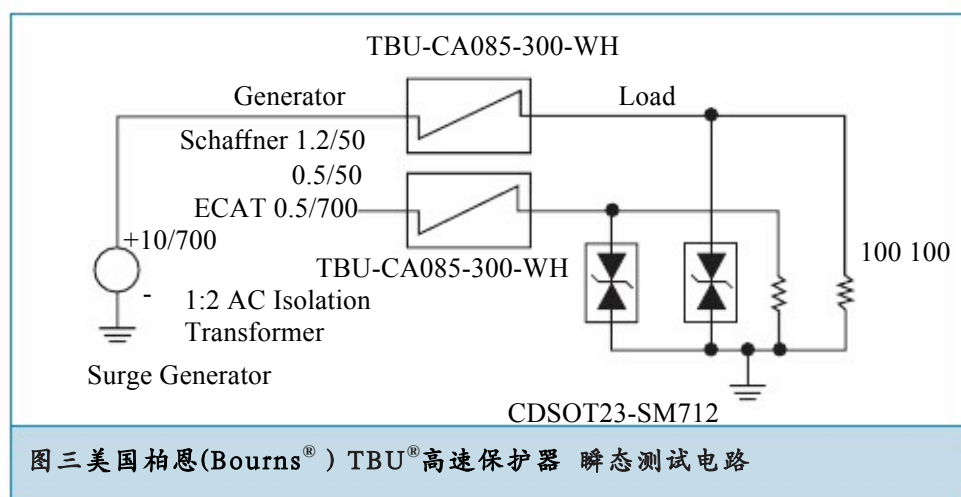 TBU-CA085-300-WH
Generator
Load
Schaffner 1.2/50
0.5/50
ECAT 0.5/700
+10/700
TBU-CA085-300-WH
100 100
-
1:2 AC Isolation
Transformer
Surge Generator
CDSOT23-SM712
图三美国柏恩(Bourns® ) TBU®高速保护器 瞬态测试电路